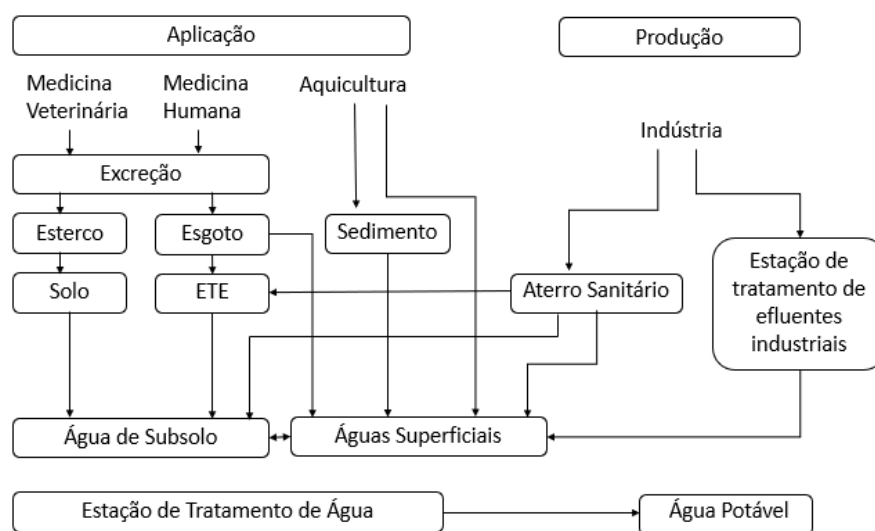 Aplicação
Produção
Medicina
Veterinária
Medicina
Humana
Aquicultura
Indústria
Excreção
Esterco
Esgoto
Sedimento
Estação de
tratamento de
efluentes
industriais
Solo
ETE
Aterro Sanitário
Água de Subsolo
Águas Superficiais
Estação de Tratamento de Água
Água Potável